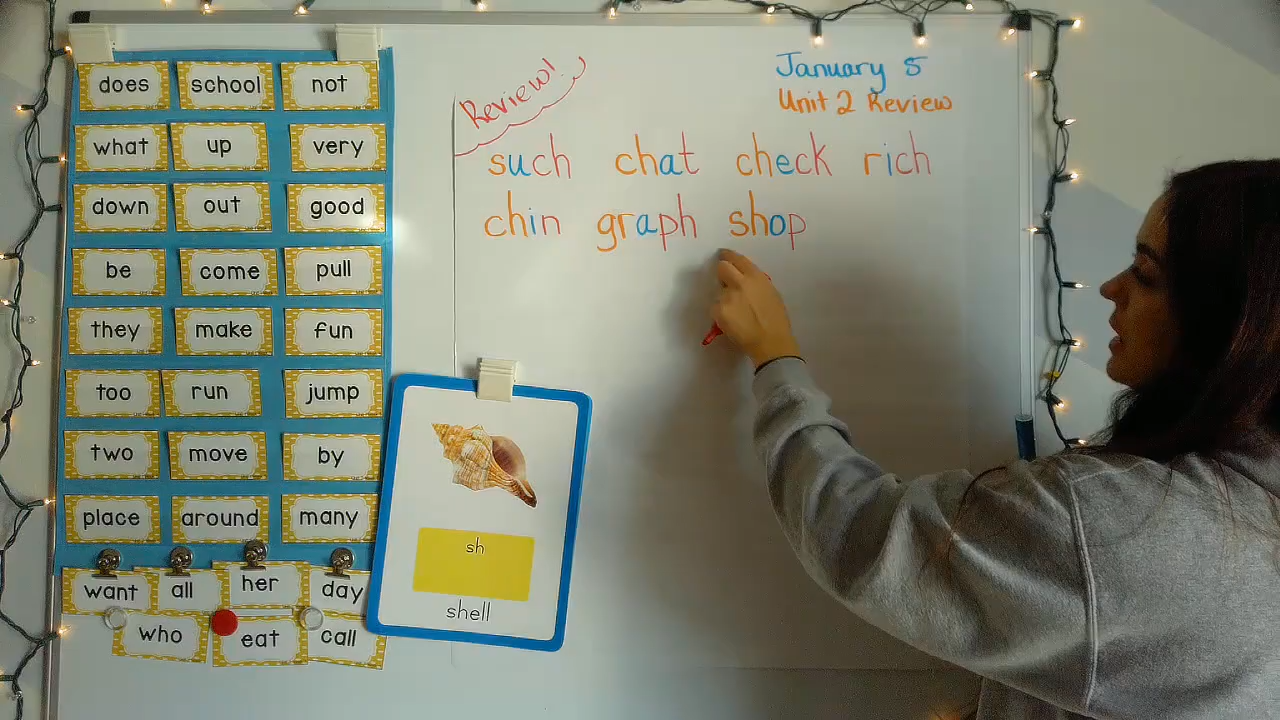 does school not
what up very
down out good
be come pull
they make fun
too run jump
two move by
place around many
want all her day
who eat call
Review!
January 5
Unit 2 Review
such chat check rich
chin graph shop
sh
shell